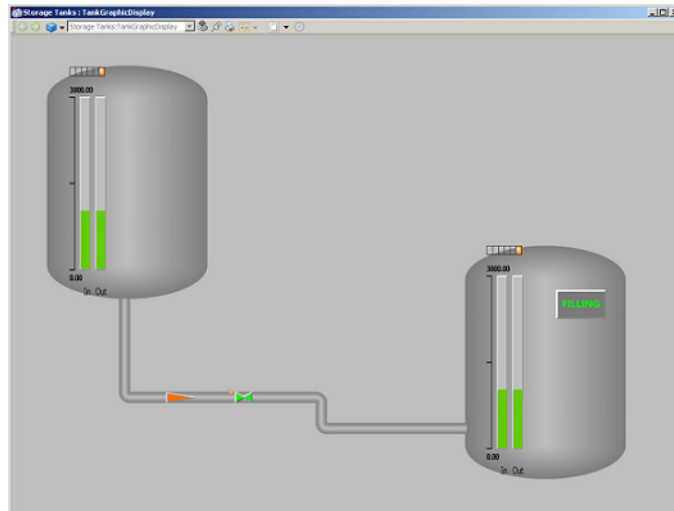 Storage Tanks : TankGraphicDisplay
Storage Tanks:TankGraphicDisplay
3000.00
0.00
In Out
3000.00
FILLING
0.00
In Out